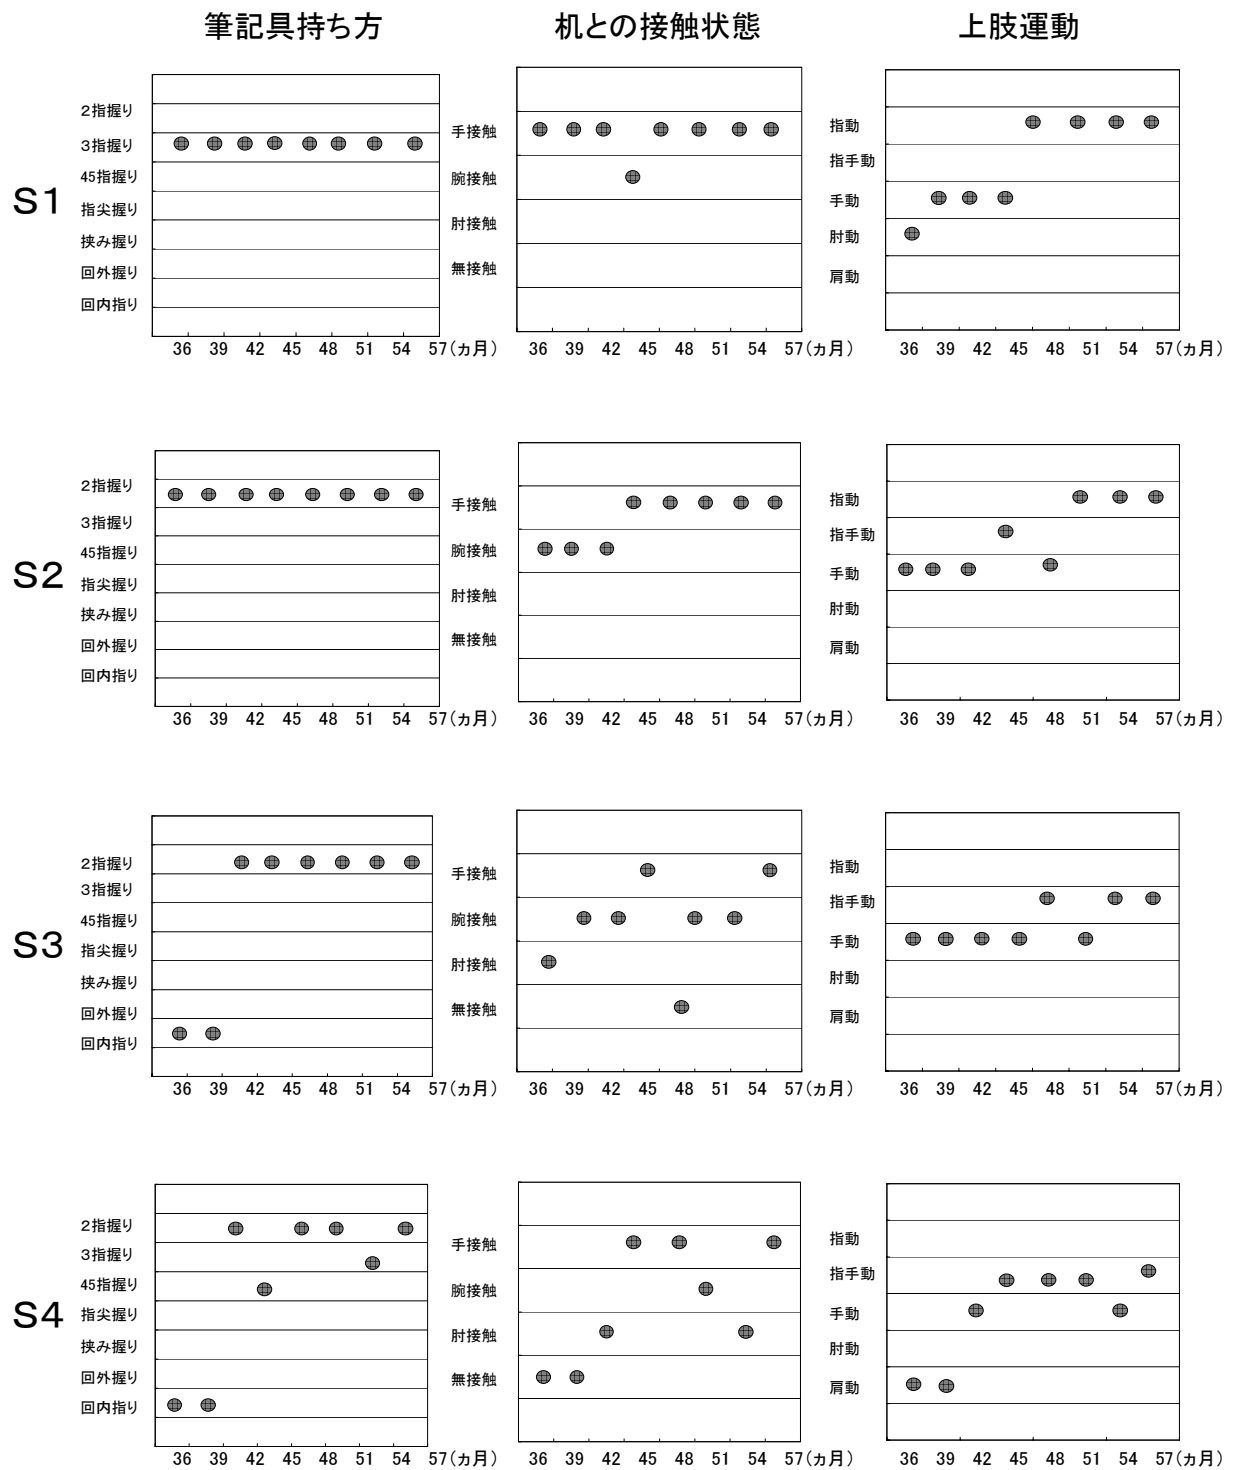 筆記具持ち方 机との接触状態 上肢運動
S1
2指握り
3指握り
45指握り
指尖握り
挟み握り
回外握り
回内指り
36 39 42 45 48 51 54 57(ヵ月)
手接触
腕接触
肘接触
無接触
36 39 42 45 48 51 54 57(ヵ月)
指動
指手動
手動
肘動
肩動
36 39 42 45 48 51 54 57(ヵ月)
S2
2指握り
3指握り
45指握り
指尖握り
挟み握り
回外握り
回内指り
36 39 42 45 48 51 54 57(ヵ月)
手接触
腕接触
肘接触
無接触
36 39 42 45 48 51 54 57(ヵ月)
指動
指手動
手動
肘動
肩動
36 39 42 45 48 51 54 57(ヵ月)
S3
2指握り
3指握り
45指握り
指尖握り
挟み握り
回外握り
回内指り
36 39 42 45 48 51 54 57(ヵ月)
手接触
腕接触
肘接触
無接触
36 39 42 45 48 51 54 57(ヵ月)
指動
指手動
手動
肘動
肩動
36 39 42 45 48 51 54 57(ヵ月)
S4
2指握り
3指握り
45指握り
指尖握り
挟み握り
回外握り
回内指り
36 39 42 45 48 51 54 57(ヵ月)
手接触
腕接触
肘接触
無接触
36 39 42 45 48 51 54 57(ヵ月)
指動
指手動
手動
肘動
肩動
36 39 42 45 48 51 54 57(ヵ月)